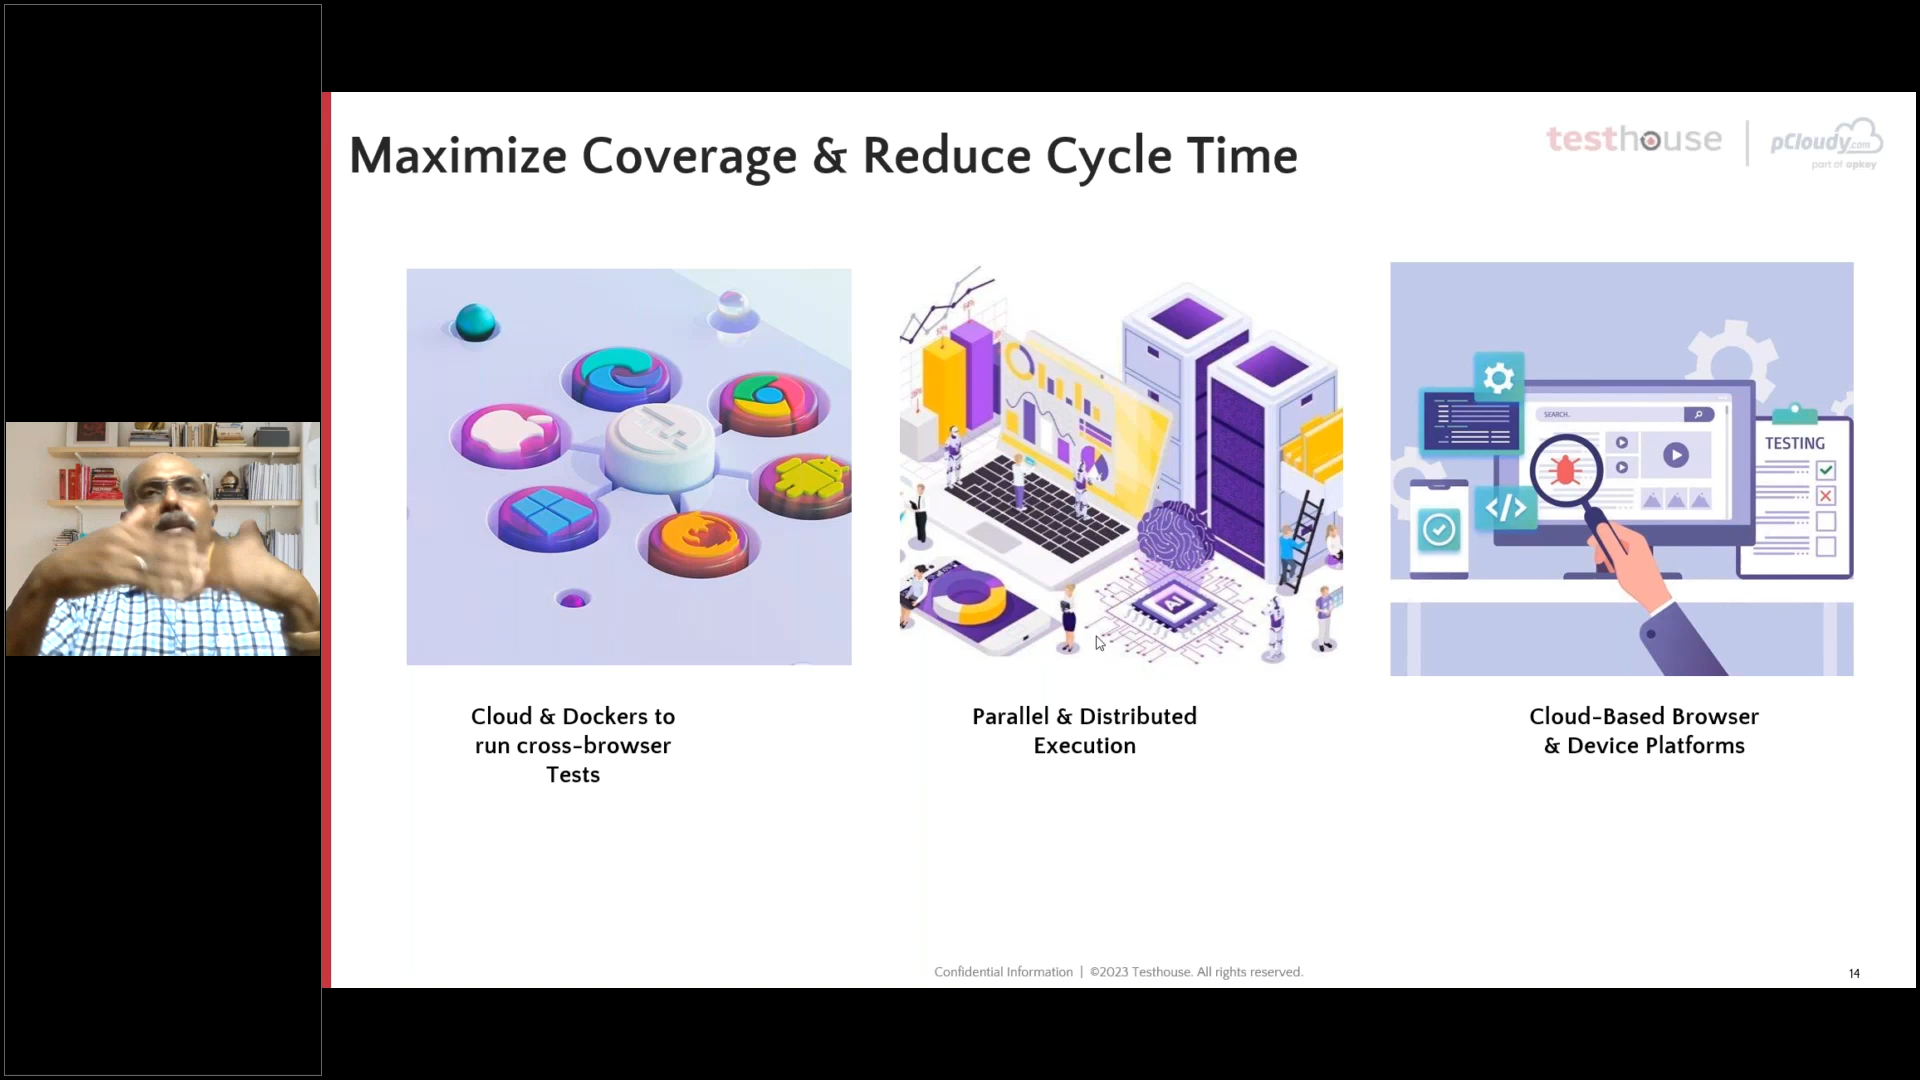 Maximize Coverage & Reduce Cycle Time
testhouse
pCloudy.com
part of opkey
SEARCH..
TESTING
</>
AI
Cloud & Dockers to
run cross-browser
Tests
Parallel & Distributed
Execution
Cloud-Based Browser
& Device Platforms
Confidential Information | ©2023 Testhouse. All rights reserved.
14